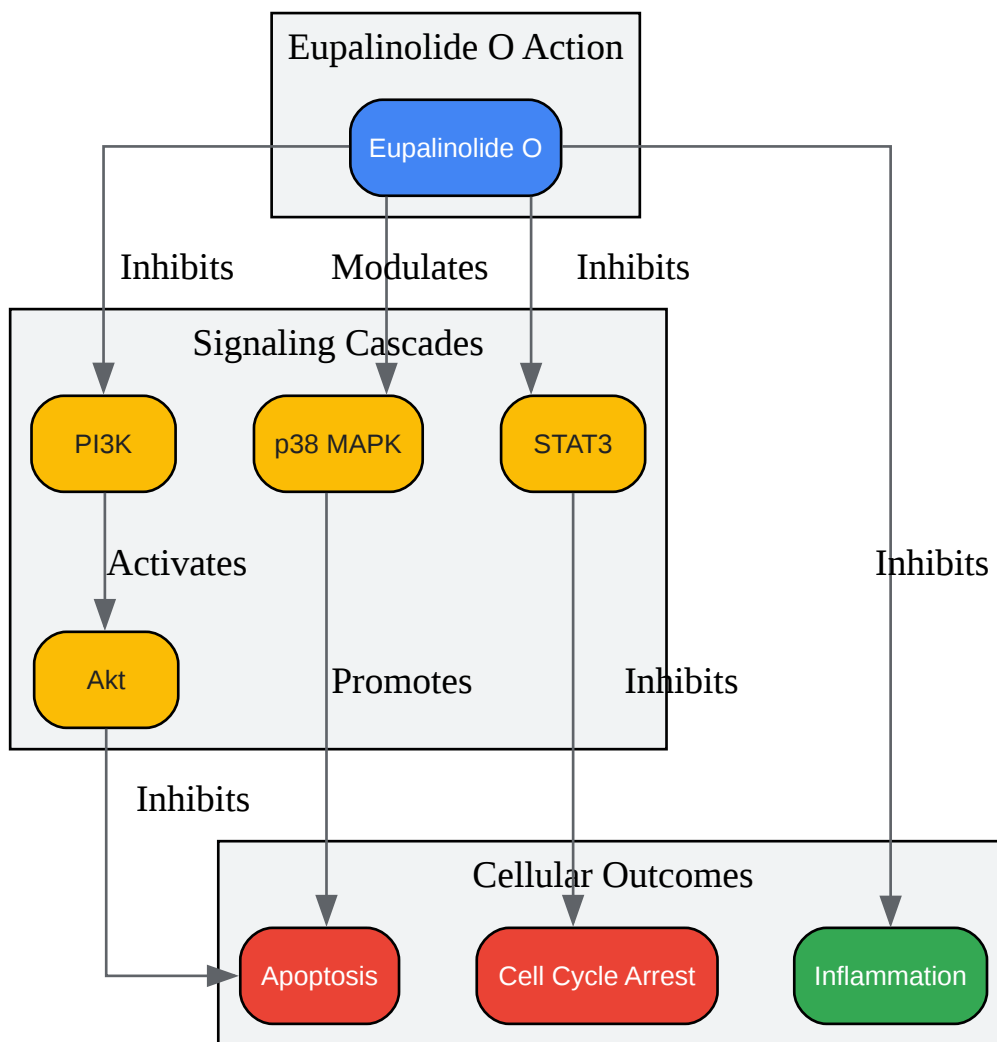 Eupalinolide O Action
Eupalinolide O
Inhibits
Modulates
Inhibits
Signaling Cascades
PI3K
p38 MAPK
STAT3
Activates
Inhibits
Akt
Promotes
Inhibits
Inhibits
Cellular Outcomes
Apoptosis
Cell Cycle Arrest
Inflammation